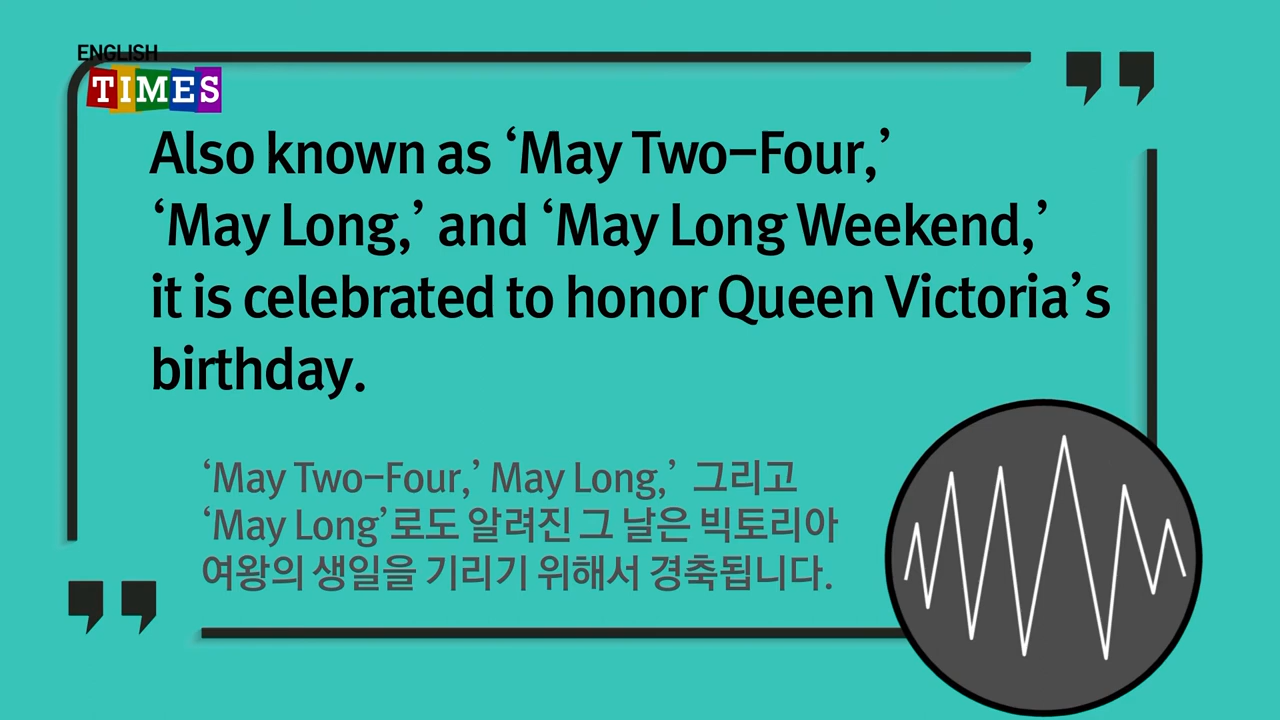 ENGLISH
TIMES
Also known as ‘May Two–Four,’
‘May Long,’ and ‘May Long Weekend,’
it is celebrated to honor Queen Victoria’s
birthday.
‘May Two–Four,’ May Long,’ 그리고
‘May Long’로도 알려진 그 날은 빅토리아
여왕의 생일을 기리기 위해서 경축됩니다.